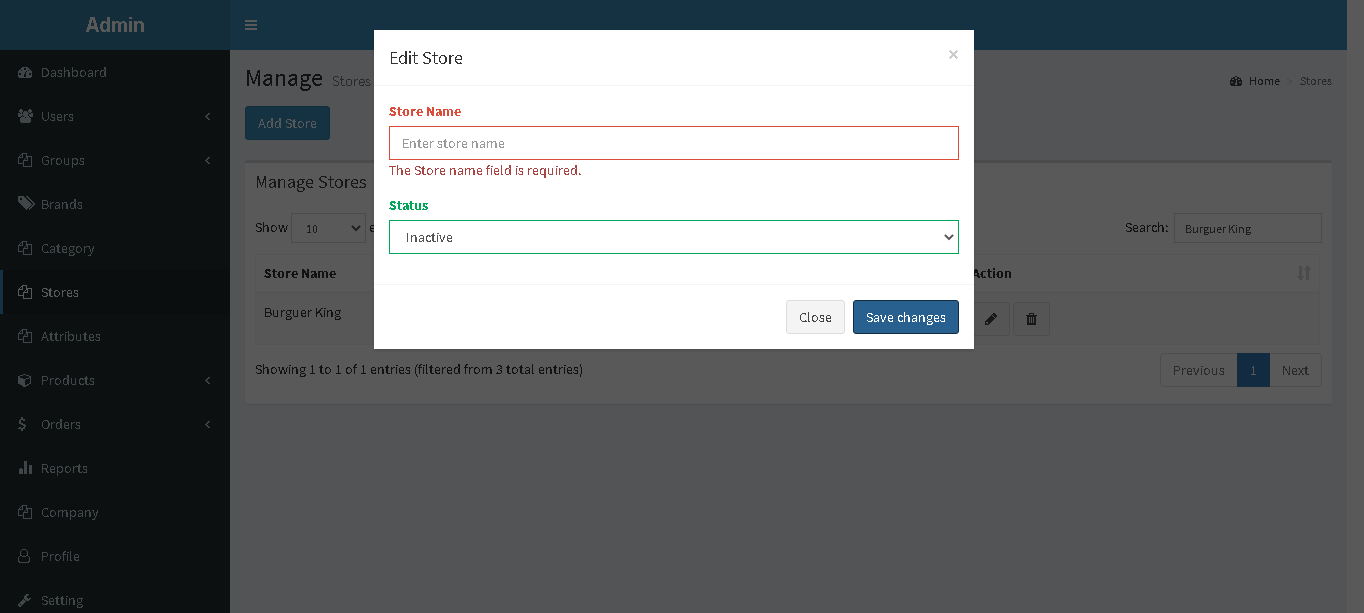 Admin
Dashboard
Users
Groups
Brands
Category
Stores
Attributes
Products
Orders
Reports
Company
Profile
Setting
Manage Stores
Home > Stores
Add Store
Manage Stores
Show 10 e
Search: Burguer King
Store Name
Action
Burguer King
Showing 1 to 1 of 1 entries (filtered from 3 total entries)
Previous 1 Next
Edit Store
×
Store Name
Enter store name
The Store name field is required.
Status
Inactive
Close
Save changes